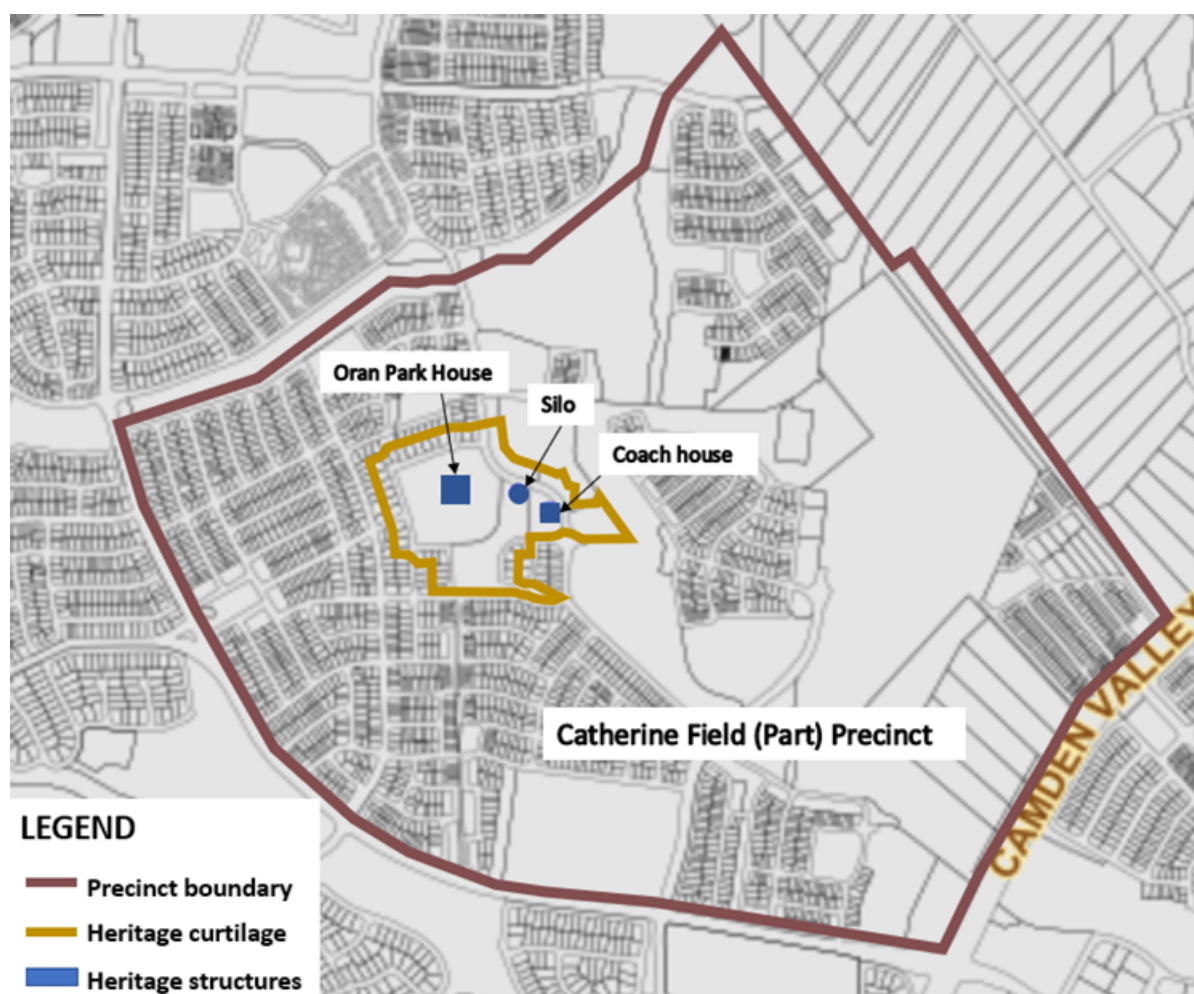 Oran Park House
Silo
Coach house
Catherine Field (Part) Precinct
CAMDEN VALLEY
LEGEND
Precinct boundary
Heritage curtilage
Heritage structures